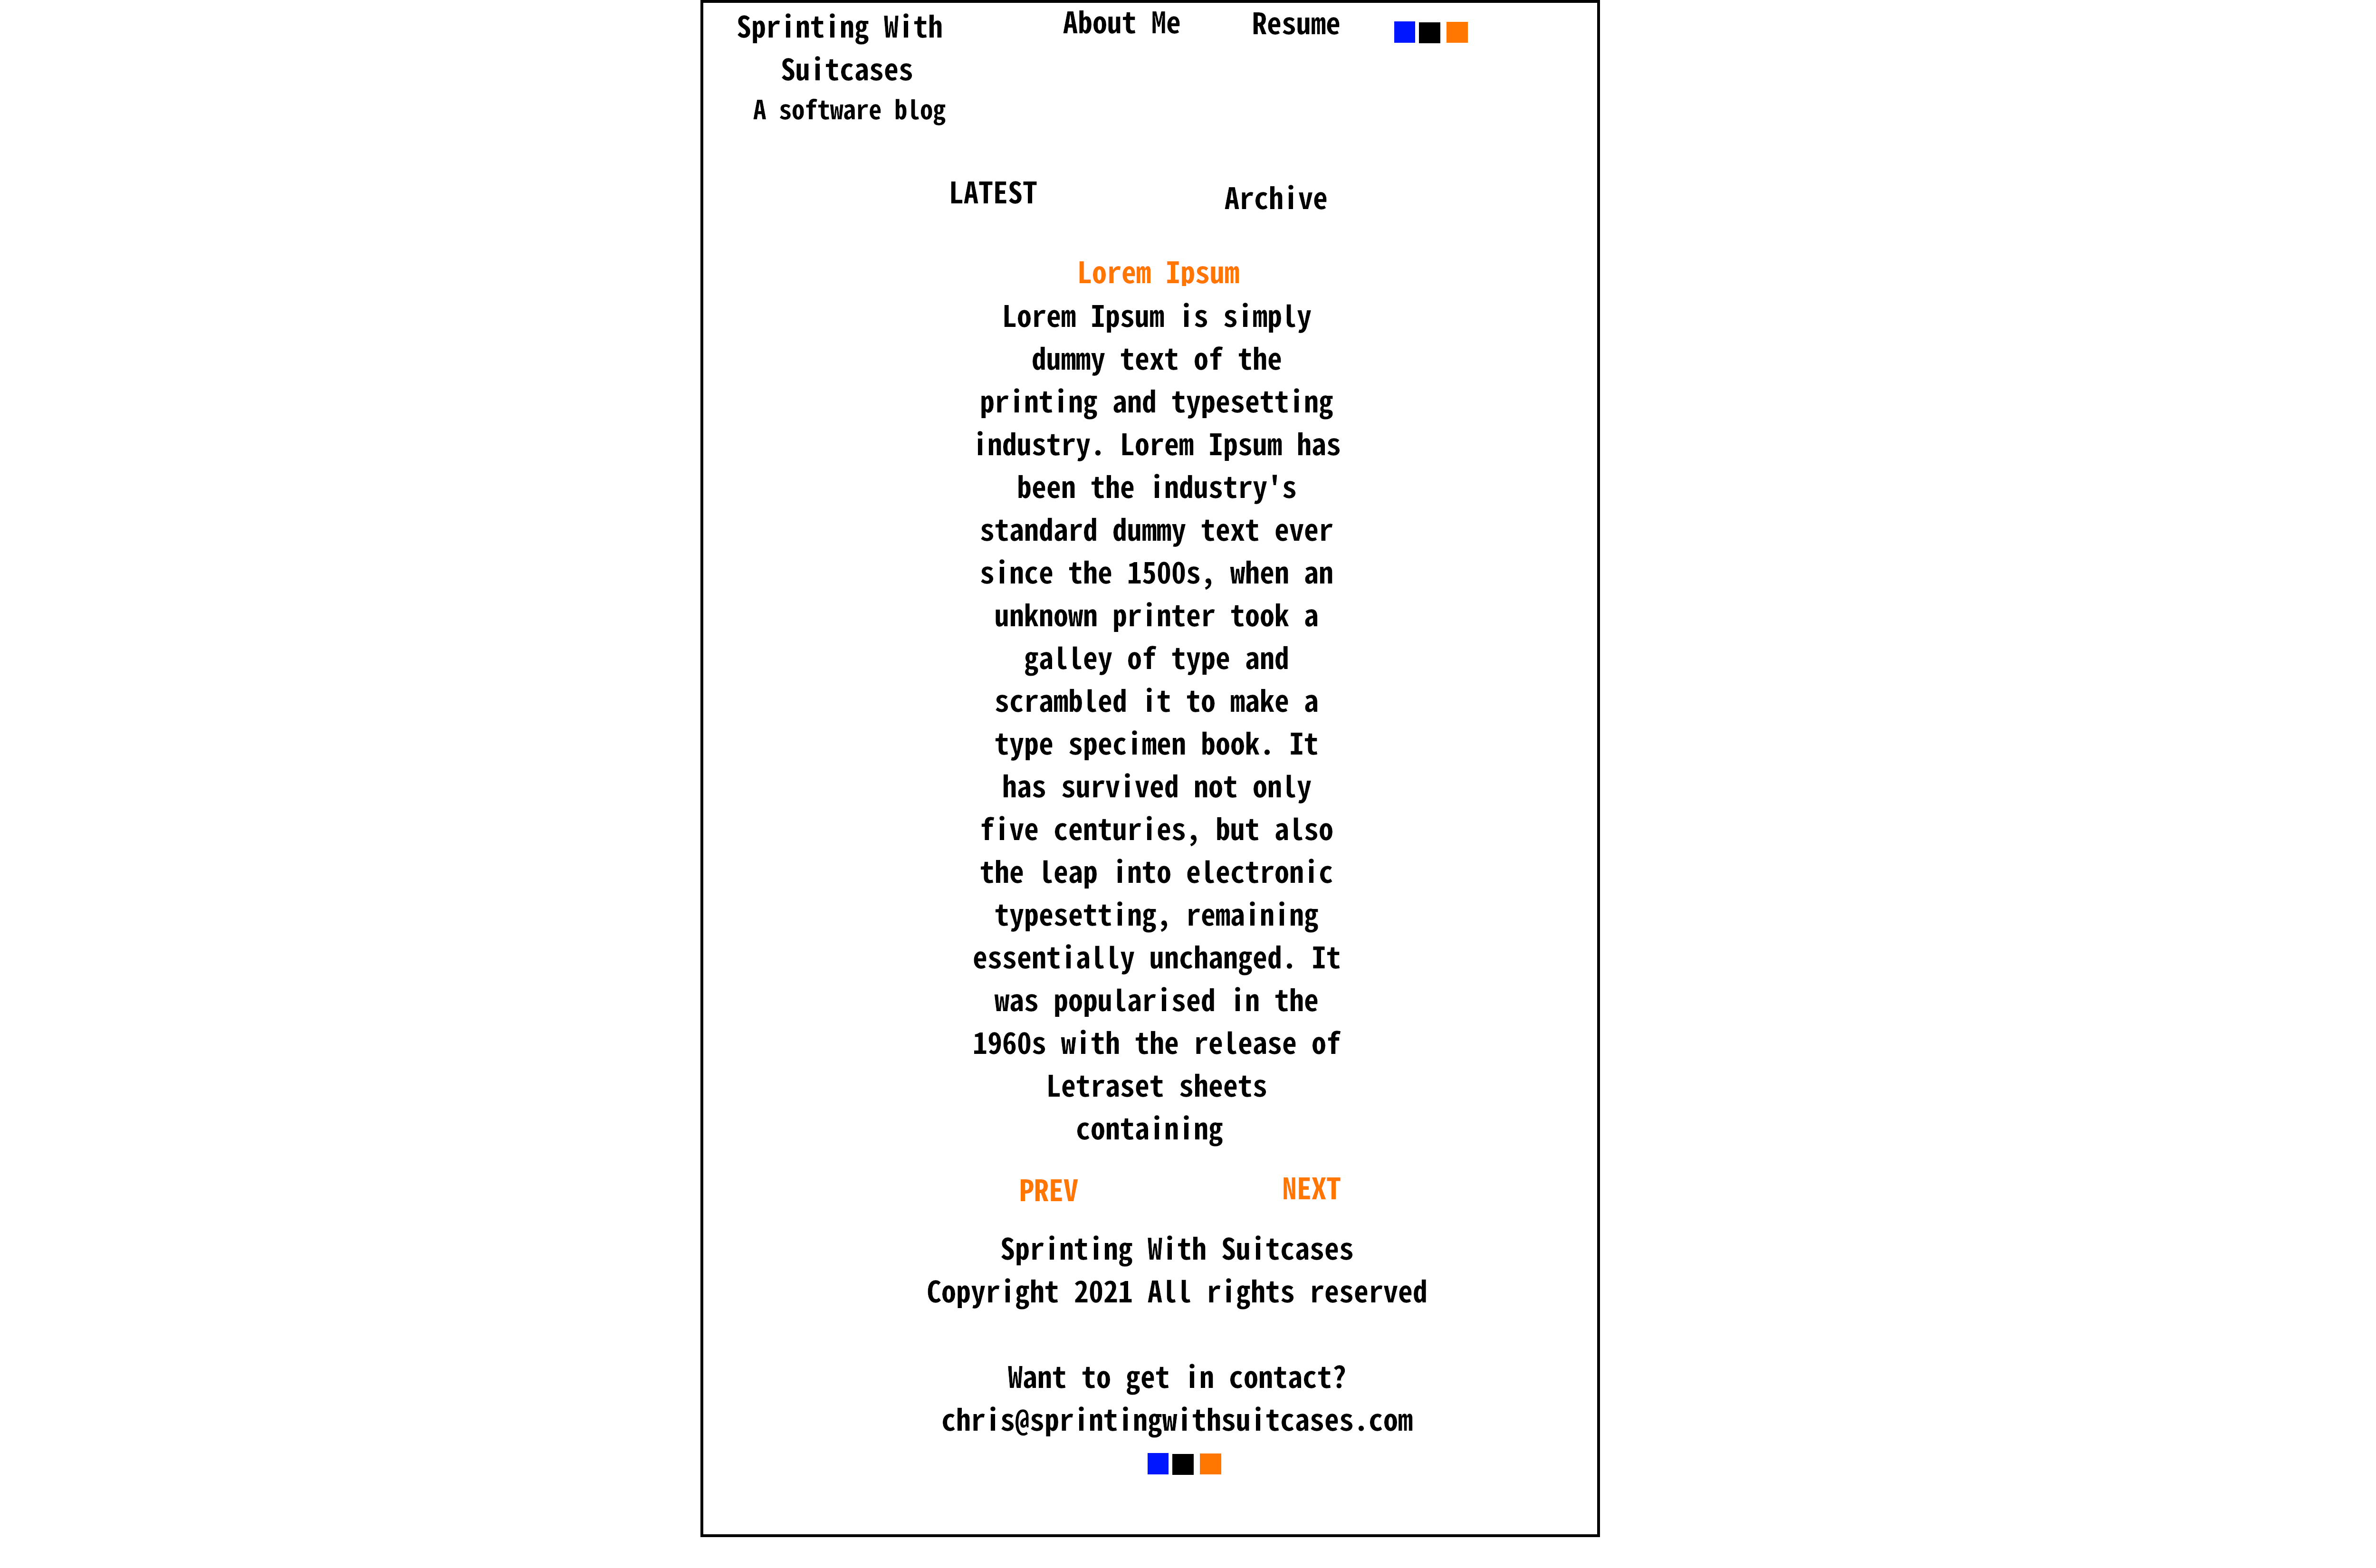 Sprinting With
Suitcases
A software blog
About Me
Resume
LATEST
Archive
Lorem Ipsum
Lorem Ipsum is simply
dummy text of the
printing and typesetting
industry. Lorem Ipsum has
been the industry's
standard dummy text ever
since the 1500s, when an
unknown printer took a
galley of type and
scrambled it to make a
type specimen book. It
has survived not only
five centuries, but also
the leap into electronic
typesetting, remaining
essentially unchanged. It
was popularised in the
1960s with the release of
Letraset sheets
containing
PREV
NEXT
Sprinting With Suitcases
Copyright 2021 All rights reserved
Want to get in contact?
chris@sprintingwithsuitcases.com